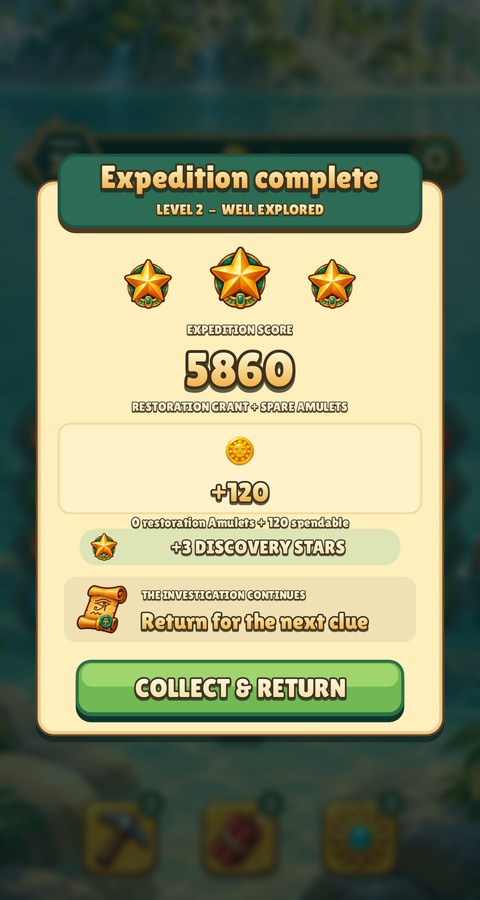 Expedition complete
LEVEL 2 – WELL EXPLORED
EXPEDITION SCORE
5860
RESTORATION GRANT + SPARE AMULETS
+120
0 restoration Amulets + 120 spendable
+3 DISCOVERY STARS
THE INVESTIGATION CONTINUES
Return for the next clue
COLLECT & RETURN